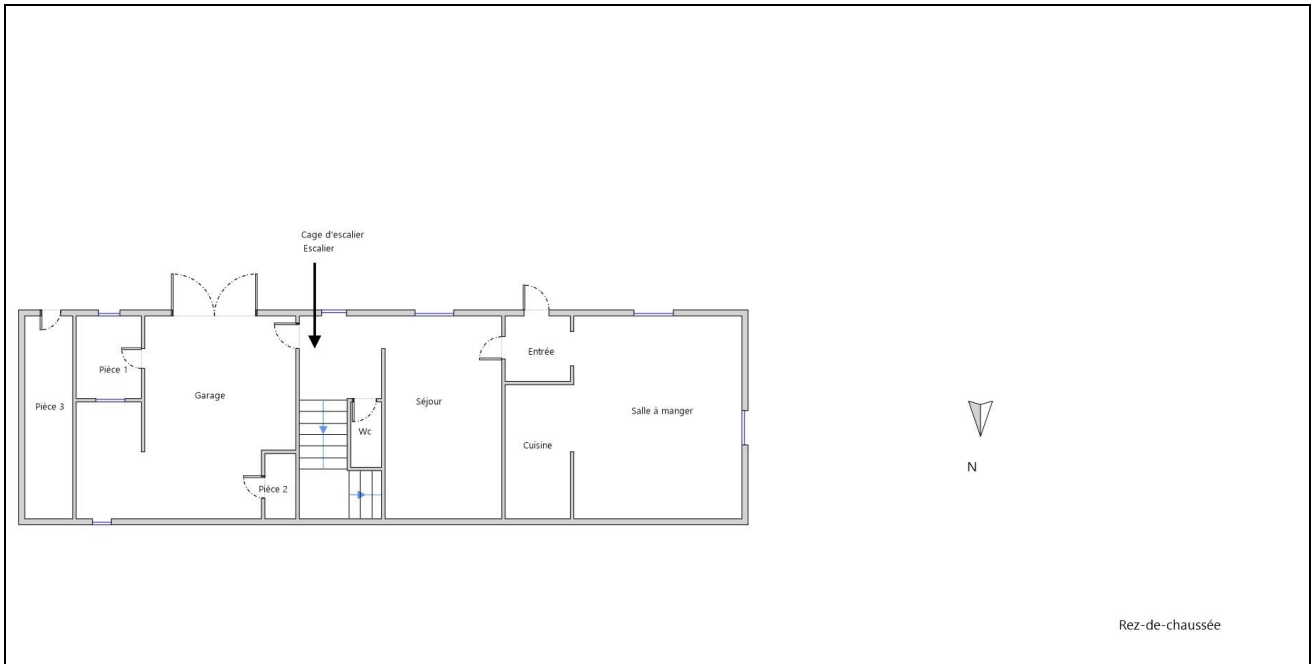 Cage d'escalier
Escalier
Entrée
Pièce 1
Garage
Séjour
Pièce 3
Salle à manger
Wc
Cuisine
N
Pièce 2
Rez-de-chaussée